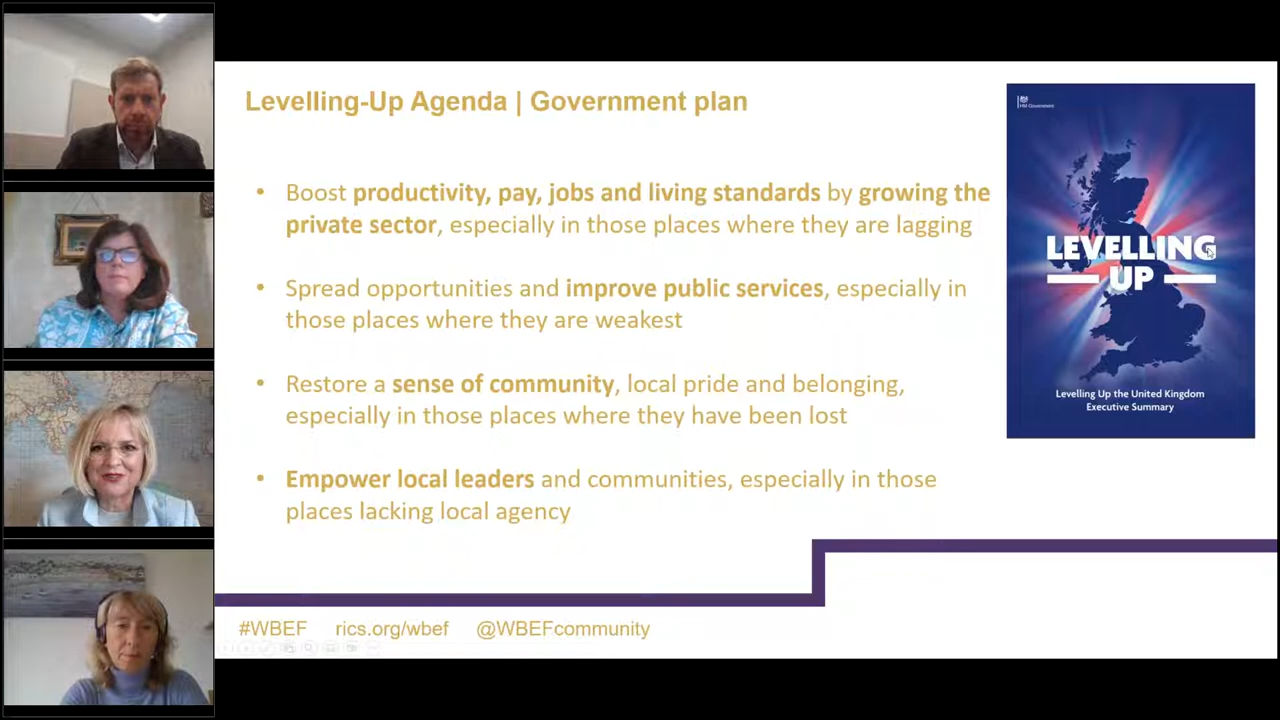 Levelling-Up Agenda | Government plan
• Boost productivity, pay, jobs and living standards by growing the
private sector, especially in those places where they are lagging
• Spread opportunities and improve public services, especially in
those places where they are weakest
• Restore a sense of community, local pride and belonging,
especially in those places where they have been lost
• Empower local leaders and communities, especially in those
places lacking local agency
HM Government
LEVELLING
UP
Levelling Up the United Kingdom
Executive Summary
#WBEF rics.org/wbef @WBEFcommunity